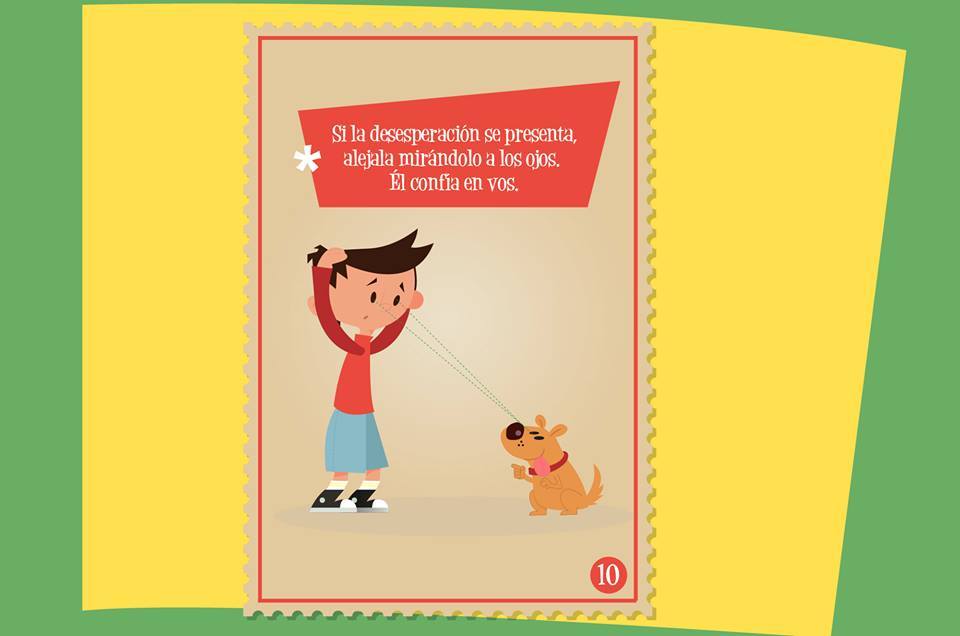 Si la desesperación se presenta,
alejala mirándolo a los ojos.
Él confía en vos.
10